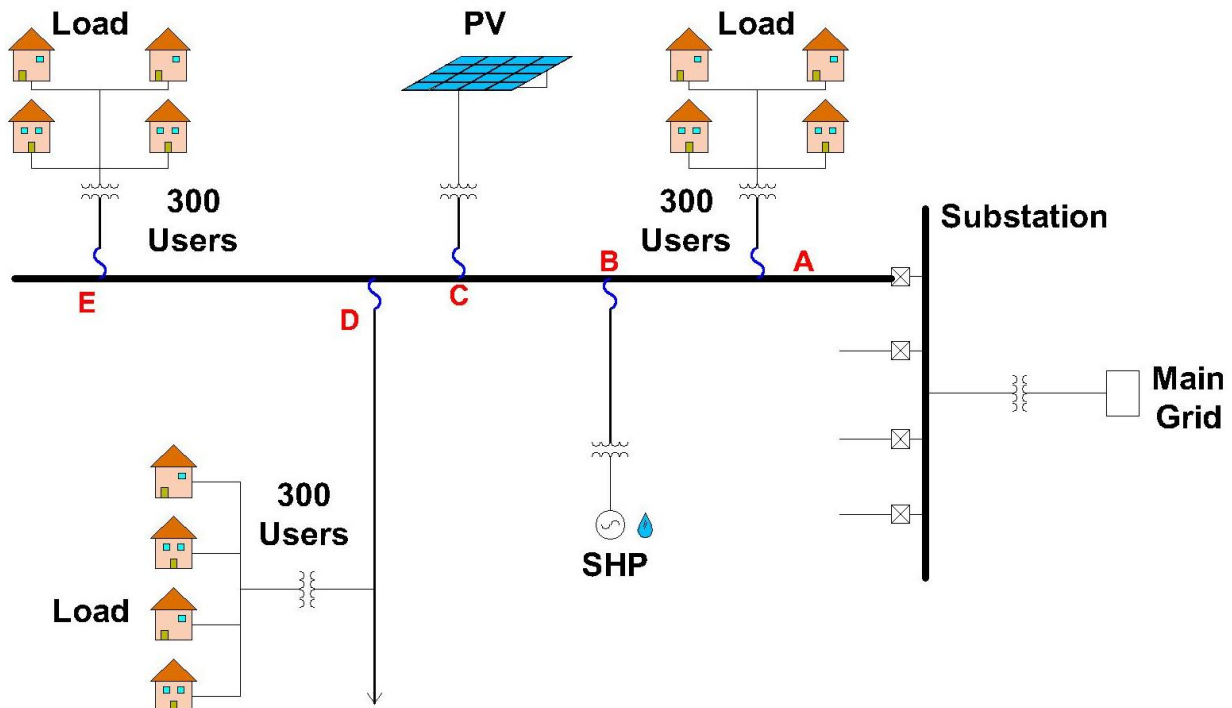 Load
PV
Load
300
Users
300
Users
Substation
A
B
C
D
E
Main
Grid
300
Users
Load
SHP